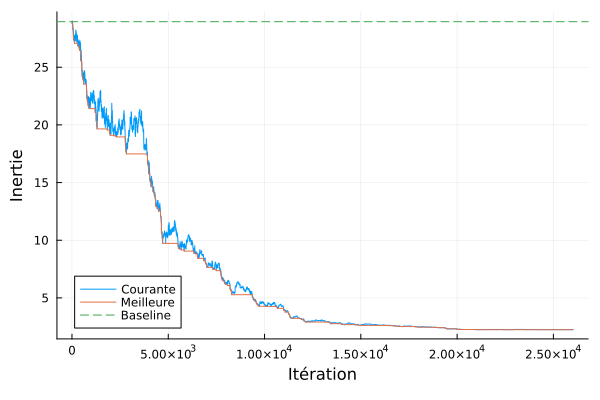 Inertie
25
20
15
10
5
Courante
Meilleure
Baseline
0 5.00×10³ 1.00×10⁴ 1.50×10⁴ 2.00×10⁴ 2.50×10⁴
Itération